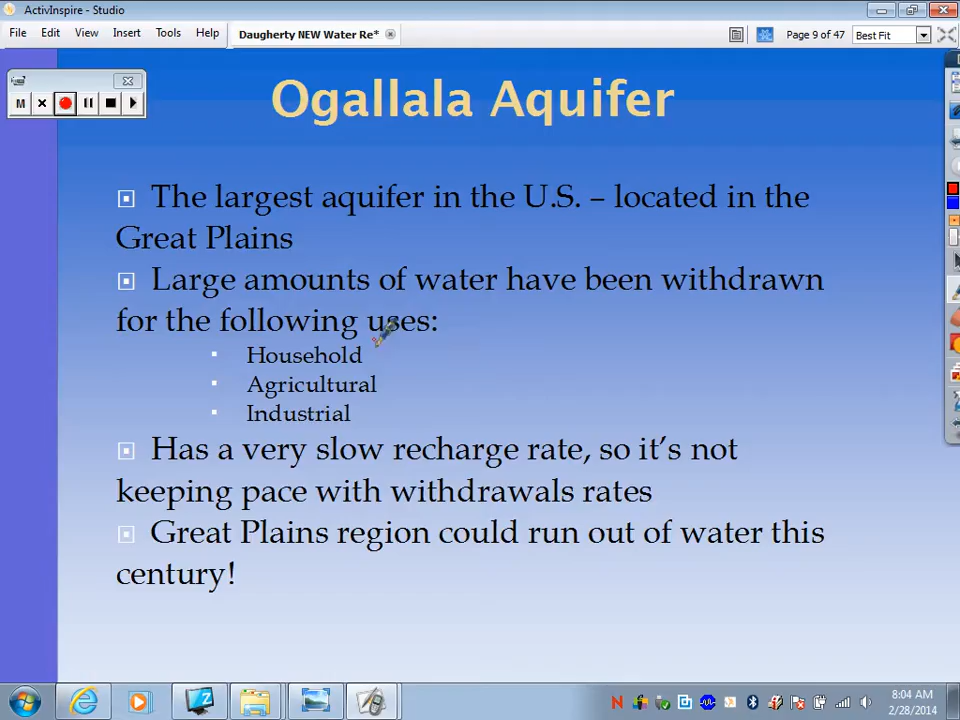 ActivInspire - Studio
File Edit View Insert Tools Help Daugherty NEW Water Re* Page 9 of 47 Best Fit
M
Ogallala Aquifer
The largest aquifer in the U.S. – located in the
Great Plains
Large amounts of water have been withdrawn
for the following uses:
Household
Agricultural
Industrial
Has a very slow recharge rate, so it's not
keeping pace with withdrawals rates
Great Plains region could run out of water this
century!
8:04 AM
2/28/2014